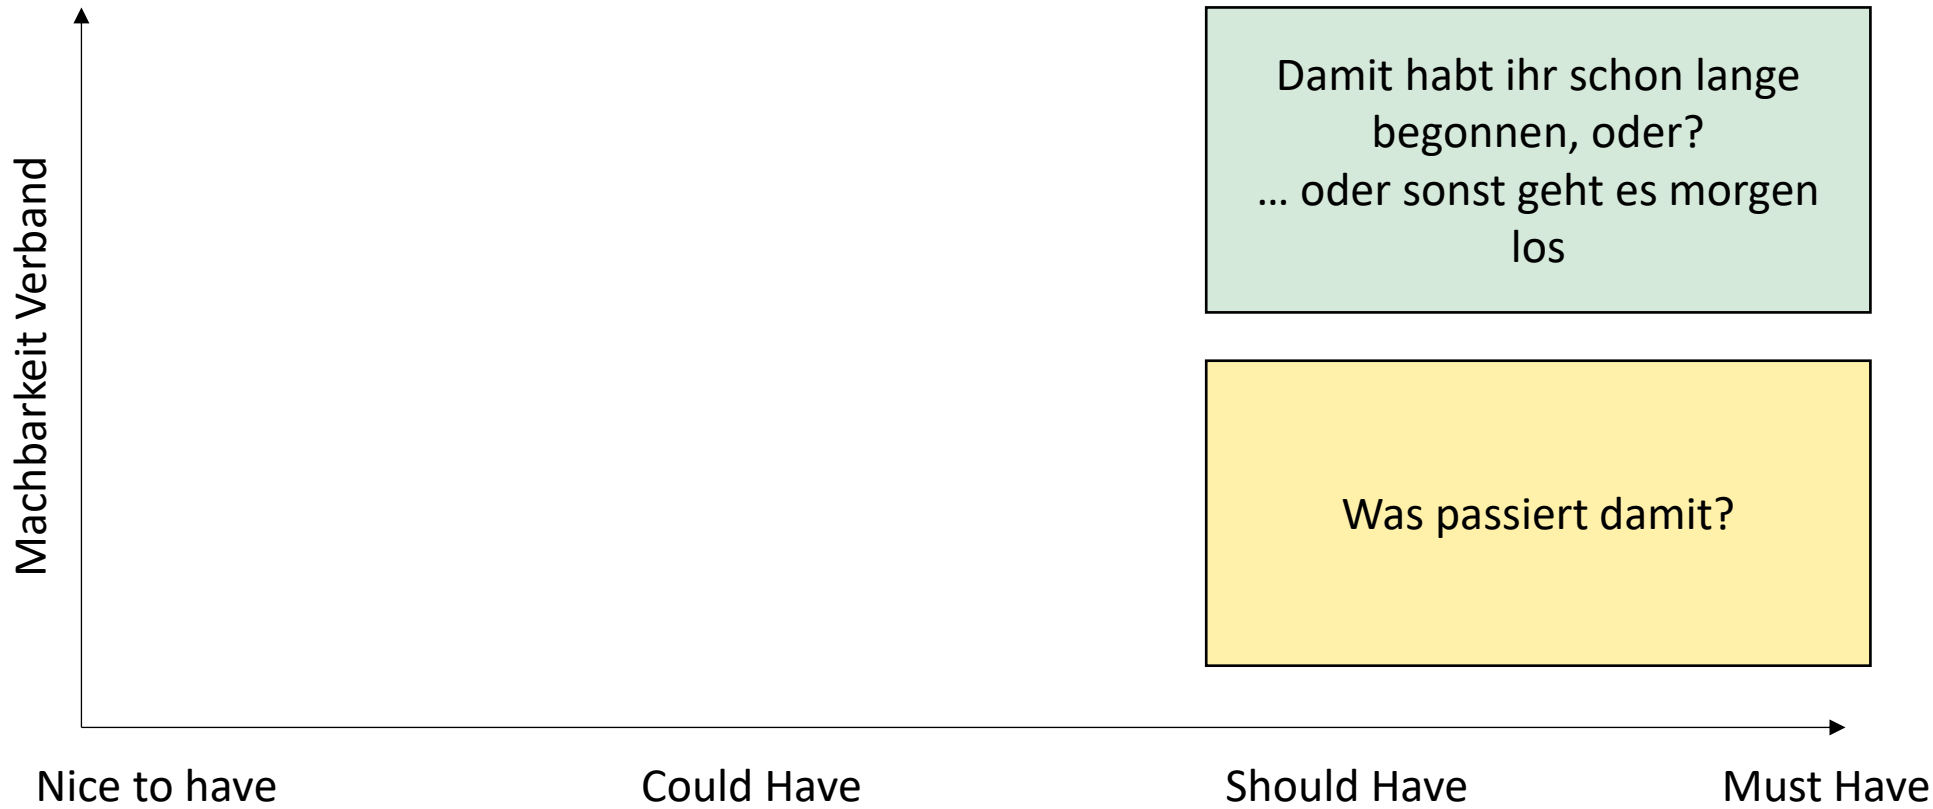 Machbarkeit Verband
Damit habt ihr schon lange
begonnen, oder?
… oder sonst geht es morgen
los
Was passiert damit?
Nice to have
Could Have
Should Have
Must Have